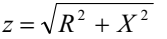 z = √(R² + X²)